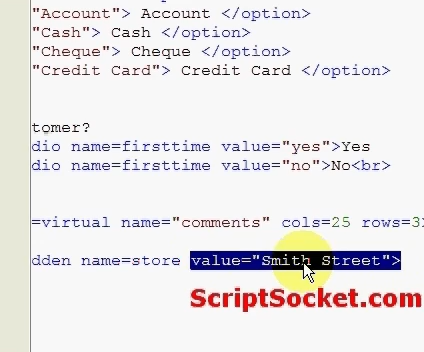 "Account"> Account </option>
"Cash"> Cash </option>
"Cheque"> Cheque </option>
"Credit Card"> Credit Card </option>
tomer?
dio name=firsttime value="yes">Yes
dio name=firsttime value="no">No<br>
=virtual name="comments" cols=25 rows=3
dden name=store value="Smith Street">
ScriptSocket.com